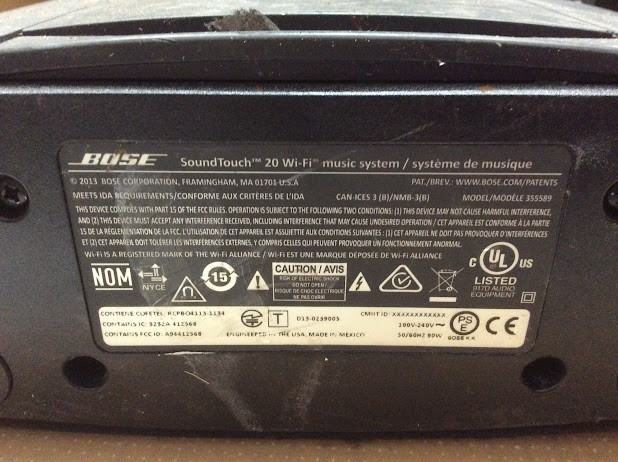 BOSE SoundTouch™ 20 Wi-Fi® music system / système de musique
© 2013 BOSE CORPORATION, FRAMINGHAM, MA 01701 U.S.A PAT./BREV.: WWW.BOSE.COM/PATENTS
MEETS IDA REQUIREMENTS/CONFORME AUX CRITÈRES DE L'IDA CAN-ICES 3 (B)/NMB-3(B) MODEL/MODÈLE 355589
THIS DEVICE COMPLIES WITH PART 15 OF THE FCC RULES. OPERATION IS SUBJECT TO THE FOLLOWING TWO CONDITIONS: (1) THIS DEVICE MAY NOT CAUSE HARMFUL INTERFERENCE,
AND (2) THIS DEVICE MUST ACCEPT ANY INTERFERENCE RECEIVED, INCLUDING INTERFERENCE THAT MAY CAUSE UNDESIRED OPERATION / CET APPAREIL EST CONFORME À LA PARTIE
15 DE LA RÉGLEMENTATION DE LA FCC. L'UTILISATION DE CET APPAREIL EST ASSUJETTIE AUX CONDITIONS SUIVANTES : (1) CET APPAREIL NE DOIT PAS PROVOQUER D'INTERFÉRENCES
ET (2) CET APPAREIL DOIT TOLÉRER LES INTERFÉRENCES EXTERNES, Y COMPRIS CELLES QUI PEUVENT PROVOQUER UN FONCTIONNEMENT ANORMAL.
Wi-Fi IS A REGISTERED MARK OF THE Wi-Fi ALLIANCE / Wi-Fi EST UNE MARQUE DÉPOSÉE DE Wi-Fi ALLIANCE.
NOM
NYCE
15
CAUTION / AVIS
RISK OF ELECTRIC SHOCK
DO NOT OPEN /
RISQUE DE CHOC ELECTRIQUE
NE PAS OVRIR
C UL US
LISTED
917D AUDIO
EQUIPMENT
CONTIENE COFETEL: RCPBO4113-1134
CONTAINS IC: 3232A 412568
CONTAINS FCC ID: A94412568
T
D13-0239005
ENGINEERED IN THE USA, MADE IN MEXICO
CMIIT ID: XXXXXXXXXXXX
100V-240V~
50/60HZ 90W
PS
E
BOSE K.K.
CE